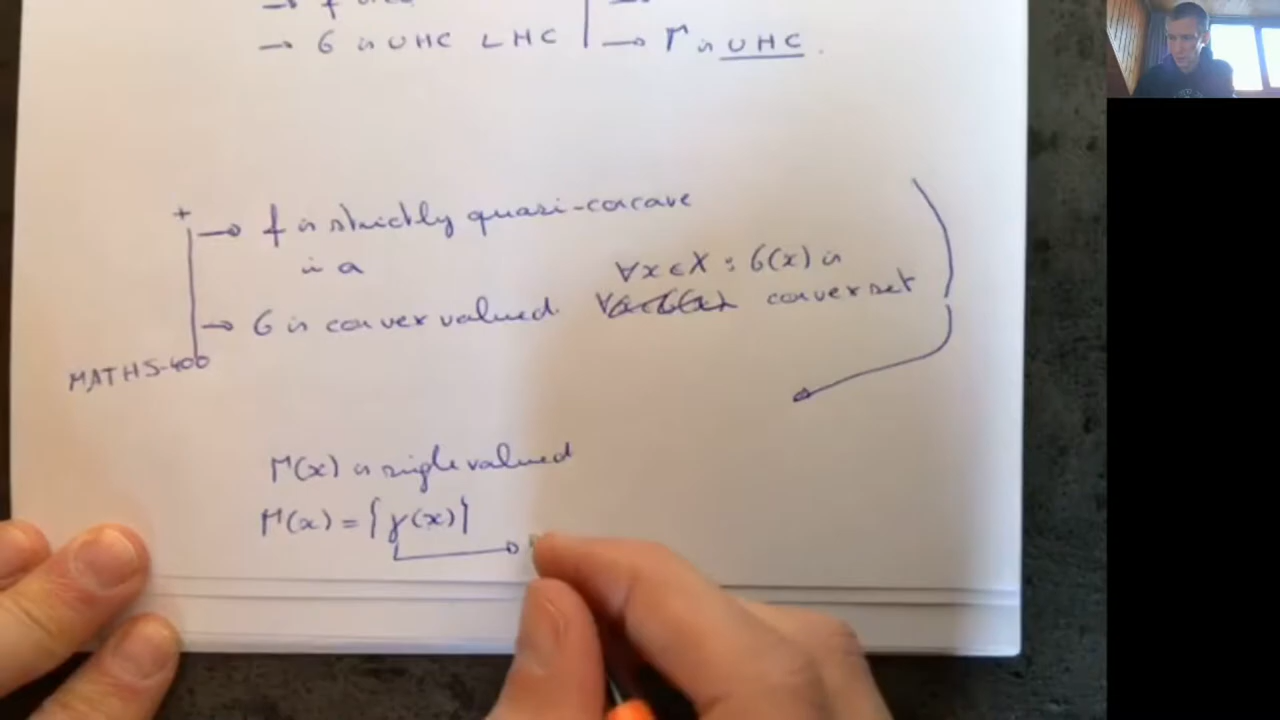 → f
→ G is UHC LHC → Γ is UHC.
+ → f is strictly quasi-concave
in a
∀x∈X : G(x) is
→ G is convex valued. convex set
MATHS-400
Γ(x) is single valued
Γ(x) = {γ(x)}